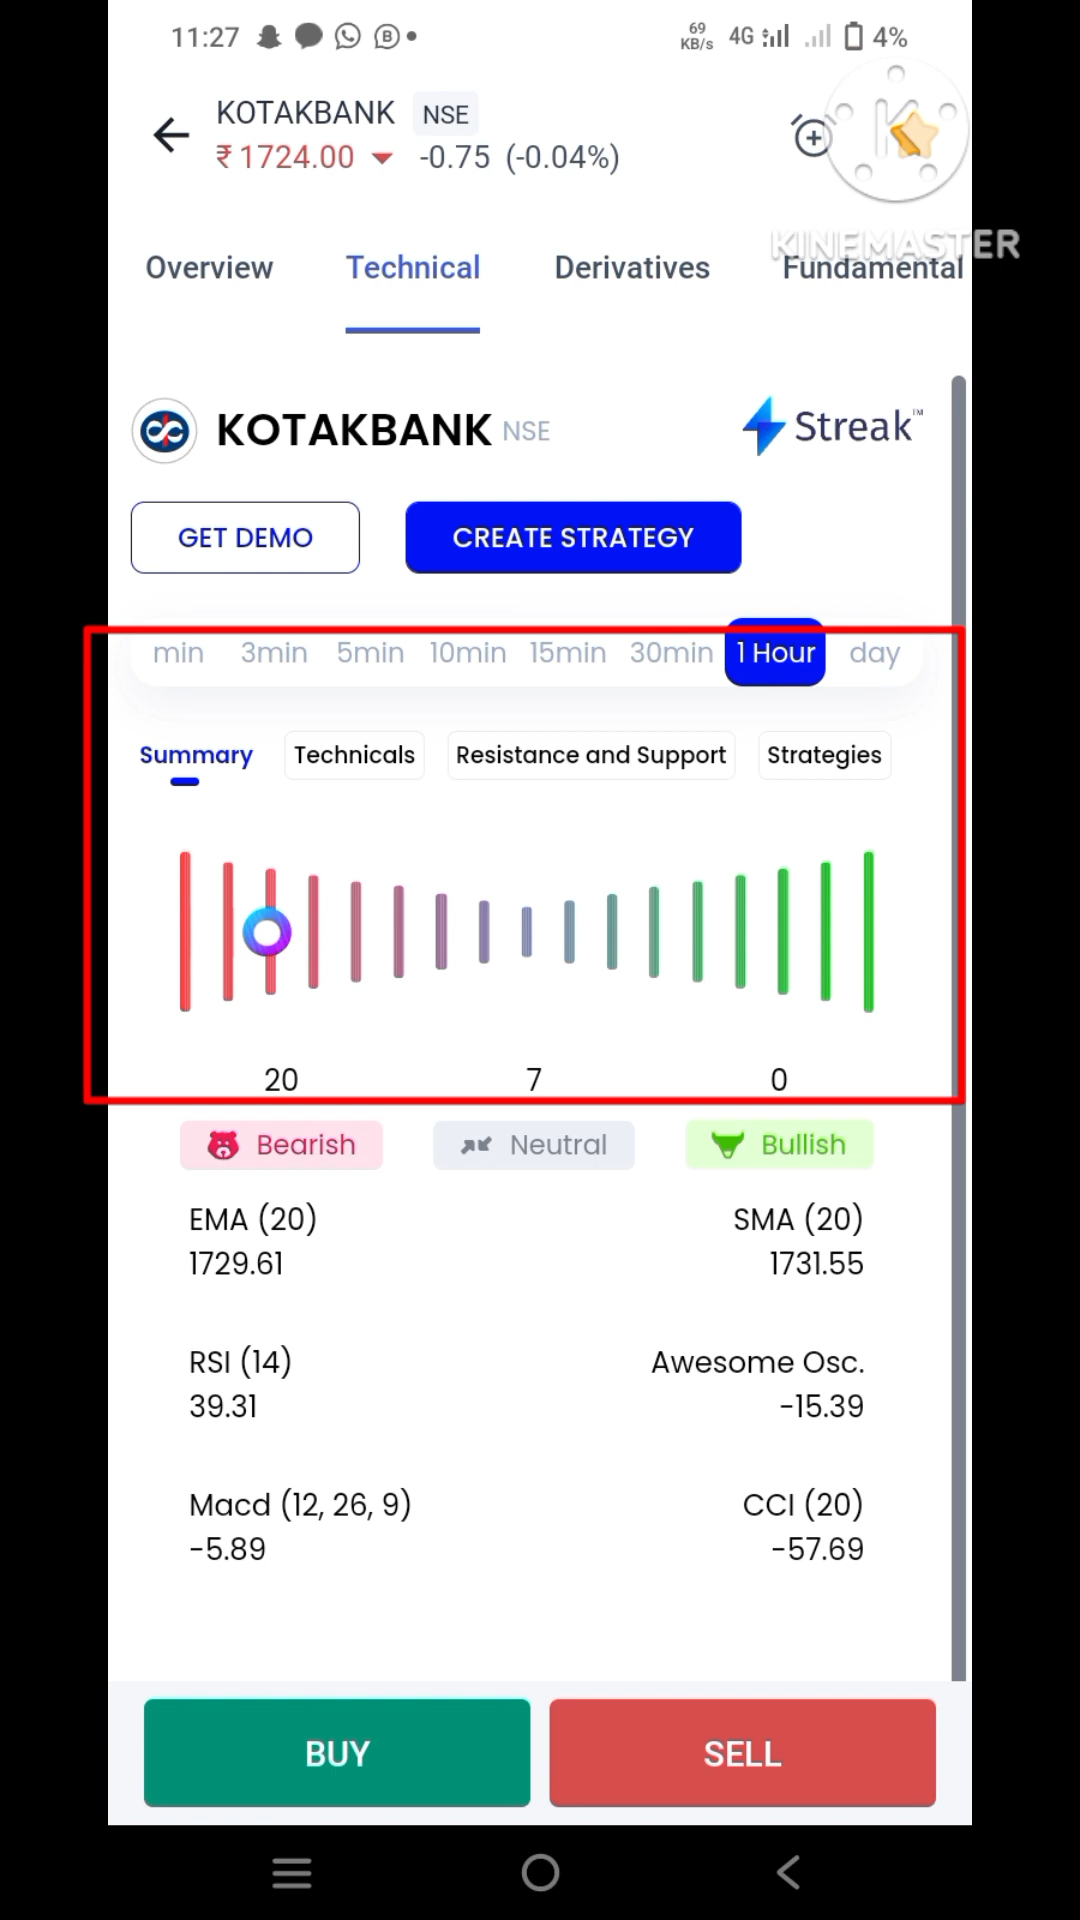 11:27 69 KB/s 4G 4%
KOTAKBANK NSE
₹ 1724.00 -0.75 (-0.04%)
KINEMASTER
Overview Technical Derivatives Fundamental
KOTAKBANK NSE Streak™
GET DEMO CREATE STRATEGY
min 3min 5min 10min 15min 30min 1 Hour day
Summary Technicals Resistance and Support Strategies
20 7 0
Bearish Neutral Bullish
EMA (20) SMA (20)
1729.61 1731.55
RSI (14) Awesome Osc.
39.31 -15.39
Macd (12, 26, 9) CCI (20)
-5.89 -57.69
BUY SELL